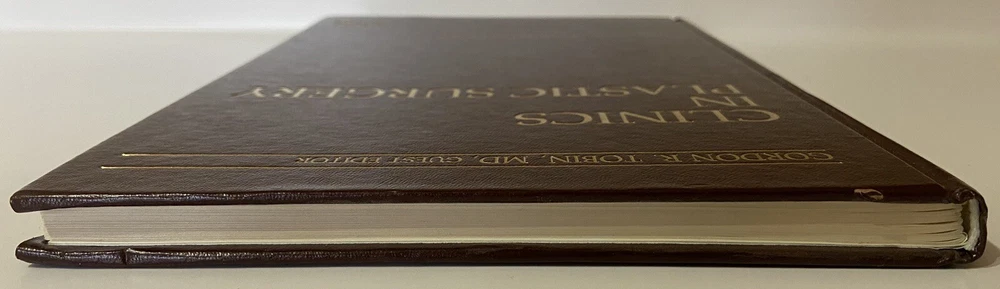 CLINICS
IN
PLASTIC SURGERY
GORDON R. TOBIN, MD, GUEST EDITOR